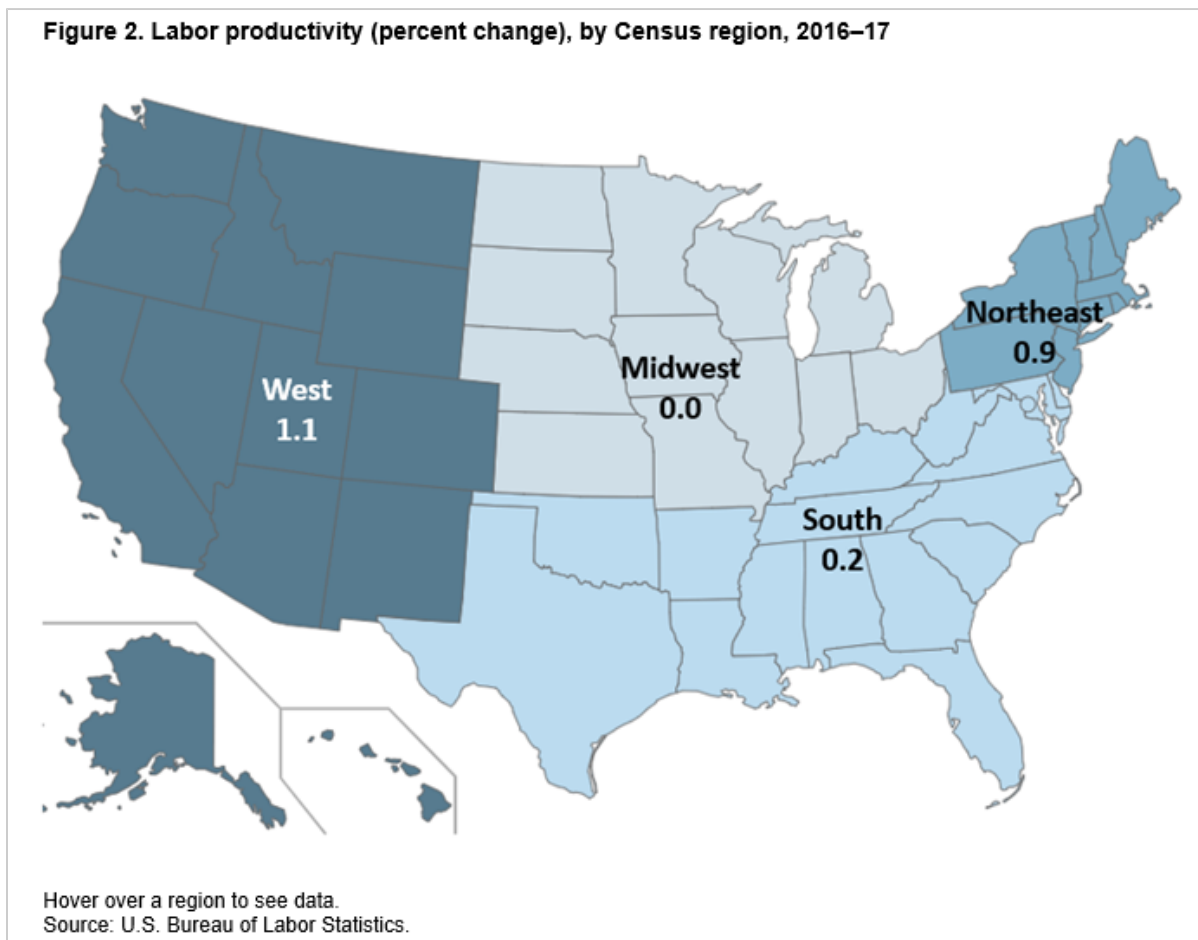 Figure 2. Labor productivity (percent change), by Census region, 2016–17
Northeast
0.9
Midwest
0.0
West
1.1
South
0.2
Hover over a region to see data.
Source: U.S. Bureau of Labor Statistics.